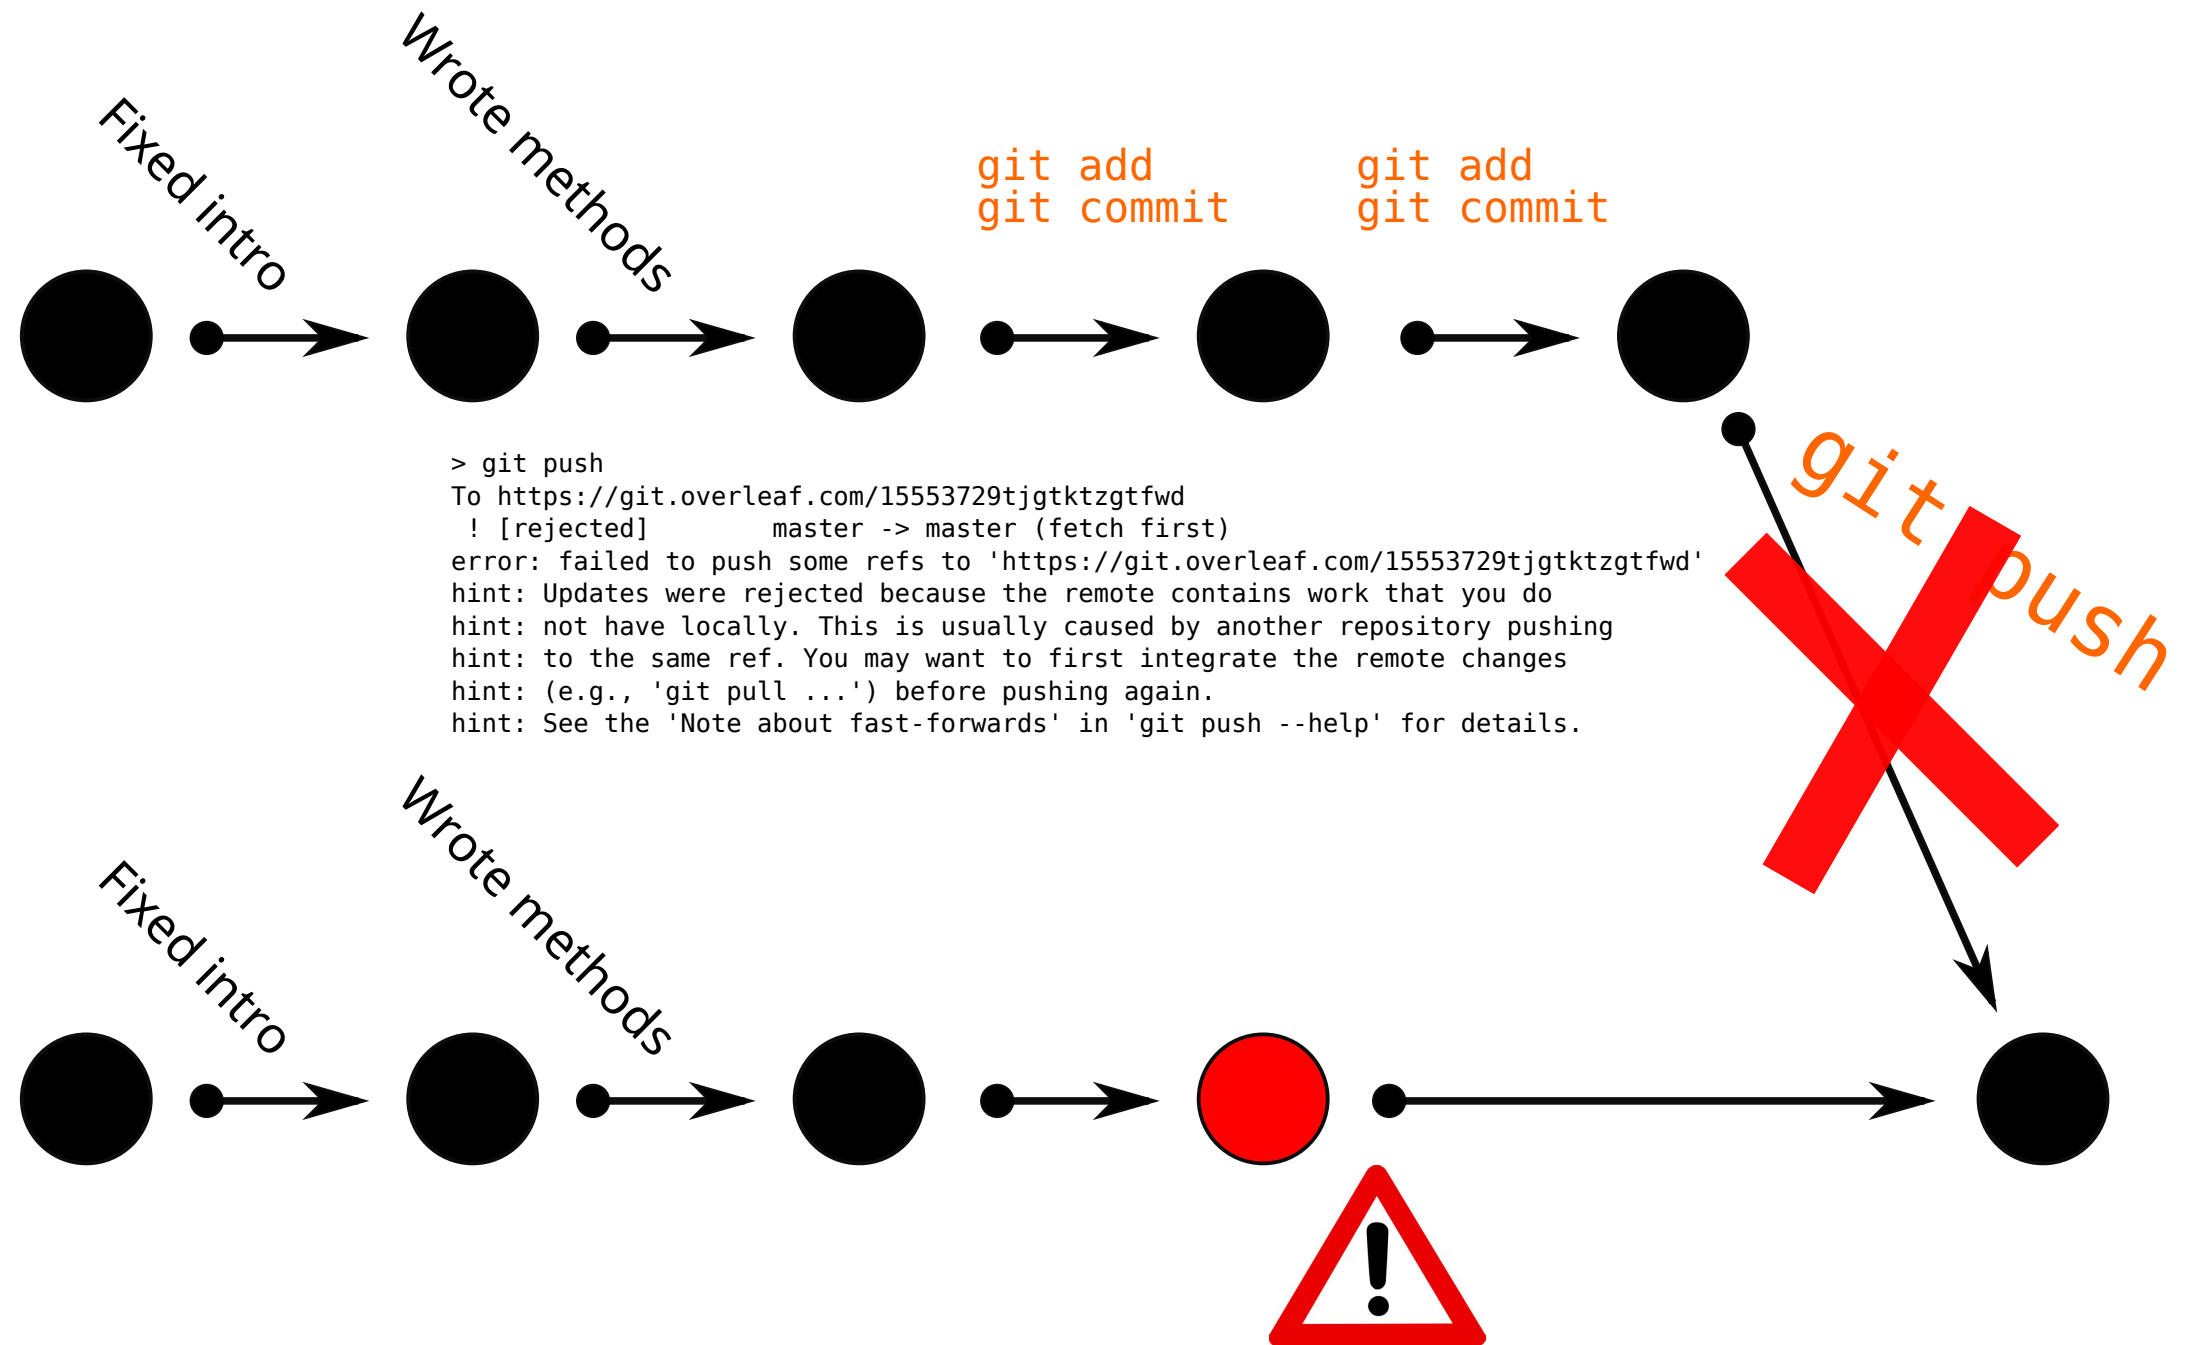 Fixed intro
Wrote methods
git add
git commit
git add
git commit
> git push
To https://git.overleaf.com/15553729tjgtktzgtfwd
 ! [rejected]        master -> master (fetch first)
error: failed to push some refs to 'https://git.overleaf.com/15553729tjgtktzgtfwd'
hint: Updates were rejected because the remote contains work that you do
hint: not have locally. This is usually caused by another repository pushing
hint: to the same ref. You may want to first integrate the remote changes
hint: (e.g., 'git pull ...') before pushing again.
hint: See the 'Note about fast-forwards' in 'git push --help' for details.
git push
Fixed intro
Wrote methods
!